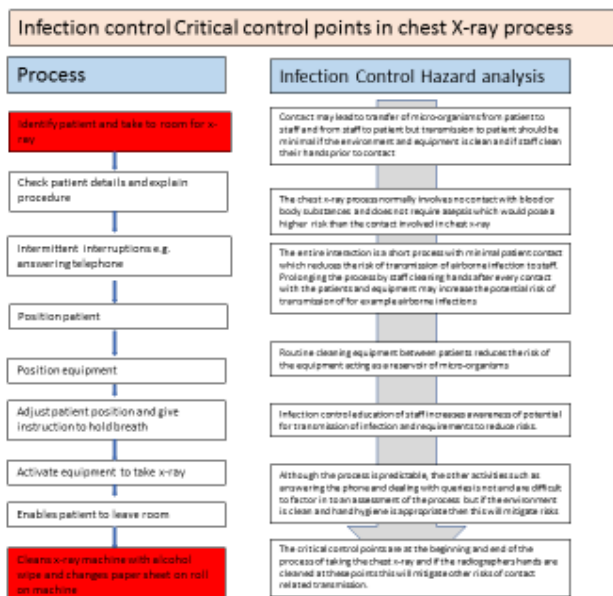 Infection control Critical control points in chest X-ray process
Process
Identify patient and take to room for x-
ray
Check patient details and explain
procedure
Intermittent interruptions e.g.
answering telephone
Position patient
Position equipment
Adjust patient position and give
instruction to hold breath
Activate equipment to take x-ray
Enables patient to leave room
Cleans x-ray machine with alcohol
wipe and changes paper sheet on roll
on machine
Infection Control Hazard analysis
Contact may lead to transfer of micro-organisms from patient to
staff and from staff to patient but transmission to patient should be
minimal if the environment and equipment is clean and if staff clean
their hands prior to contact
The chest x-ray process normally involves no contact with blood or
body substances and does not require asepsis which would pose a
higher risk than the contact involved in chest x-ray
The entire interaction is a short process with minimal patient contact
which reduces the risk of transmission of airborne infection to staff.
Prolonging the process by staff cleaning hands after every contact
with the patients and equipment may increase the potential risk of
transmission of for example airborne infections
Routine cleaning equipment between patients reduces the risk of
the equipment acting as a reservoir of micro-organisms
Infection control education of staff increases awareness of potential
for transmission of infection and requirements to reduce risks.
Although the process is predictable, the other activities such as
answering the phone and dealing with queries is not and are difficult
to factor in to an assessment of the process but if the environment
is clean and hand hygiene is appropriate then this will mitigate risks
The critical control points are at the beginning and end of the
process of taking the chest x-ray and if the radiographers hands are
cleaned at these points this will mitigate other risks of contact
related transmission.